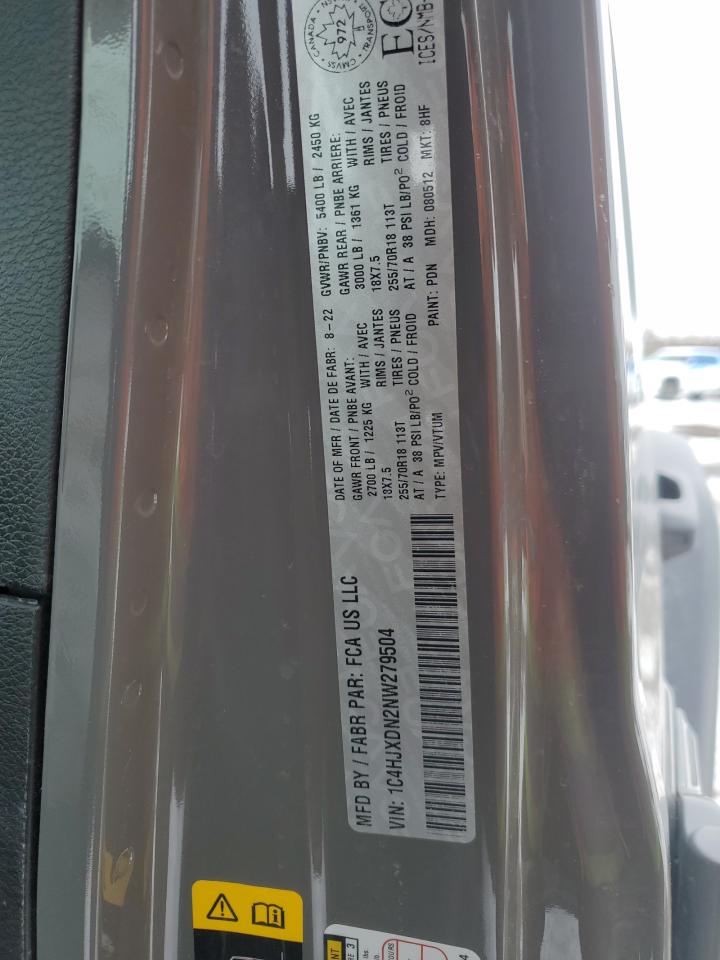 MFD BY / FABR PAR: FCA US LLC
DATE OF MFR / DATE DE FABR: 8-22 GVWR/PNBV: 5400 LB / 2450 KG
GAWR FRONT / PNBE AVANT: GAWR REAR / PNBE ARRIERE:
2700 LB / 1225 KG WITH / AVEC 3000 LB / 1361 KG WITH / AVEC
18X7.5 RIMS / JANTES 18X7.5 RIMS / JANTES
255/70R18 113T TIRES / PNEUS 255/70R18 113T TIRES / PNEUS
AT / A 38 PSI LB/PO² COLD / FROID AT / A 38 PSI LB/PO² COLD / FROID
VIN: 1C4HJXDN2NW279504 TYPE: MPV/VTUM PAINT: PDN MDH: 080512 MKT: 8HF
CANADA
972
TRANSPORT
CMVSS
ICES/NMB-